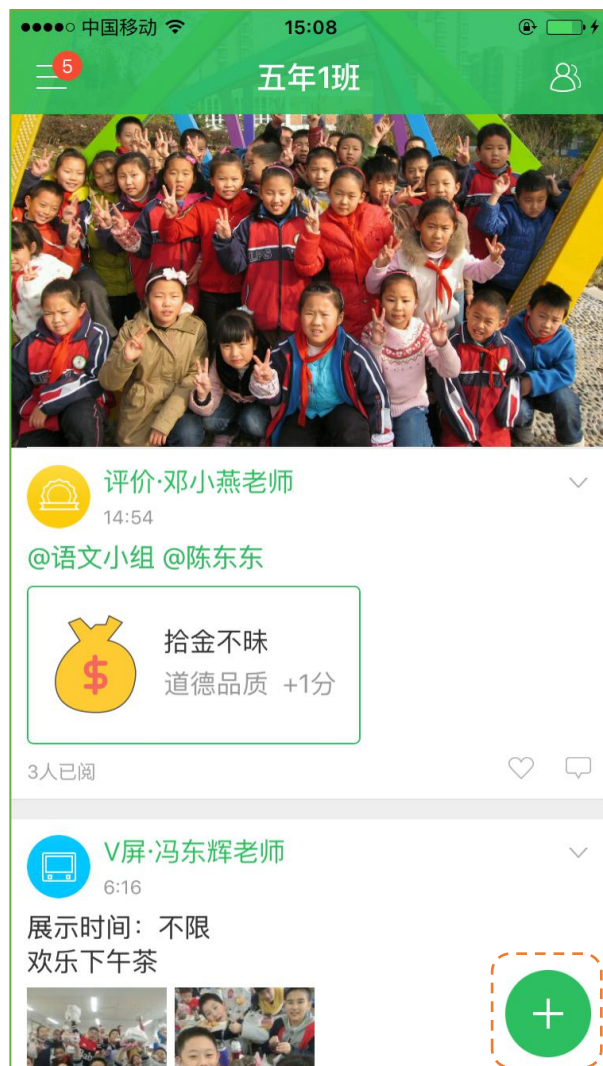 中国移动 15:08
5 五年1班
评价·邓小燕老师
14:54
@语文小组 @陈东东
拾金不昧
道德品质 +1分
3人已阅
V屏·冯东辉老师
6:16
展示时间：不限
欢乐下午茶